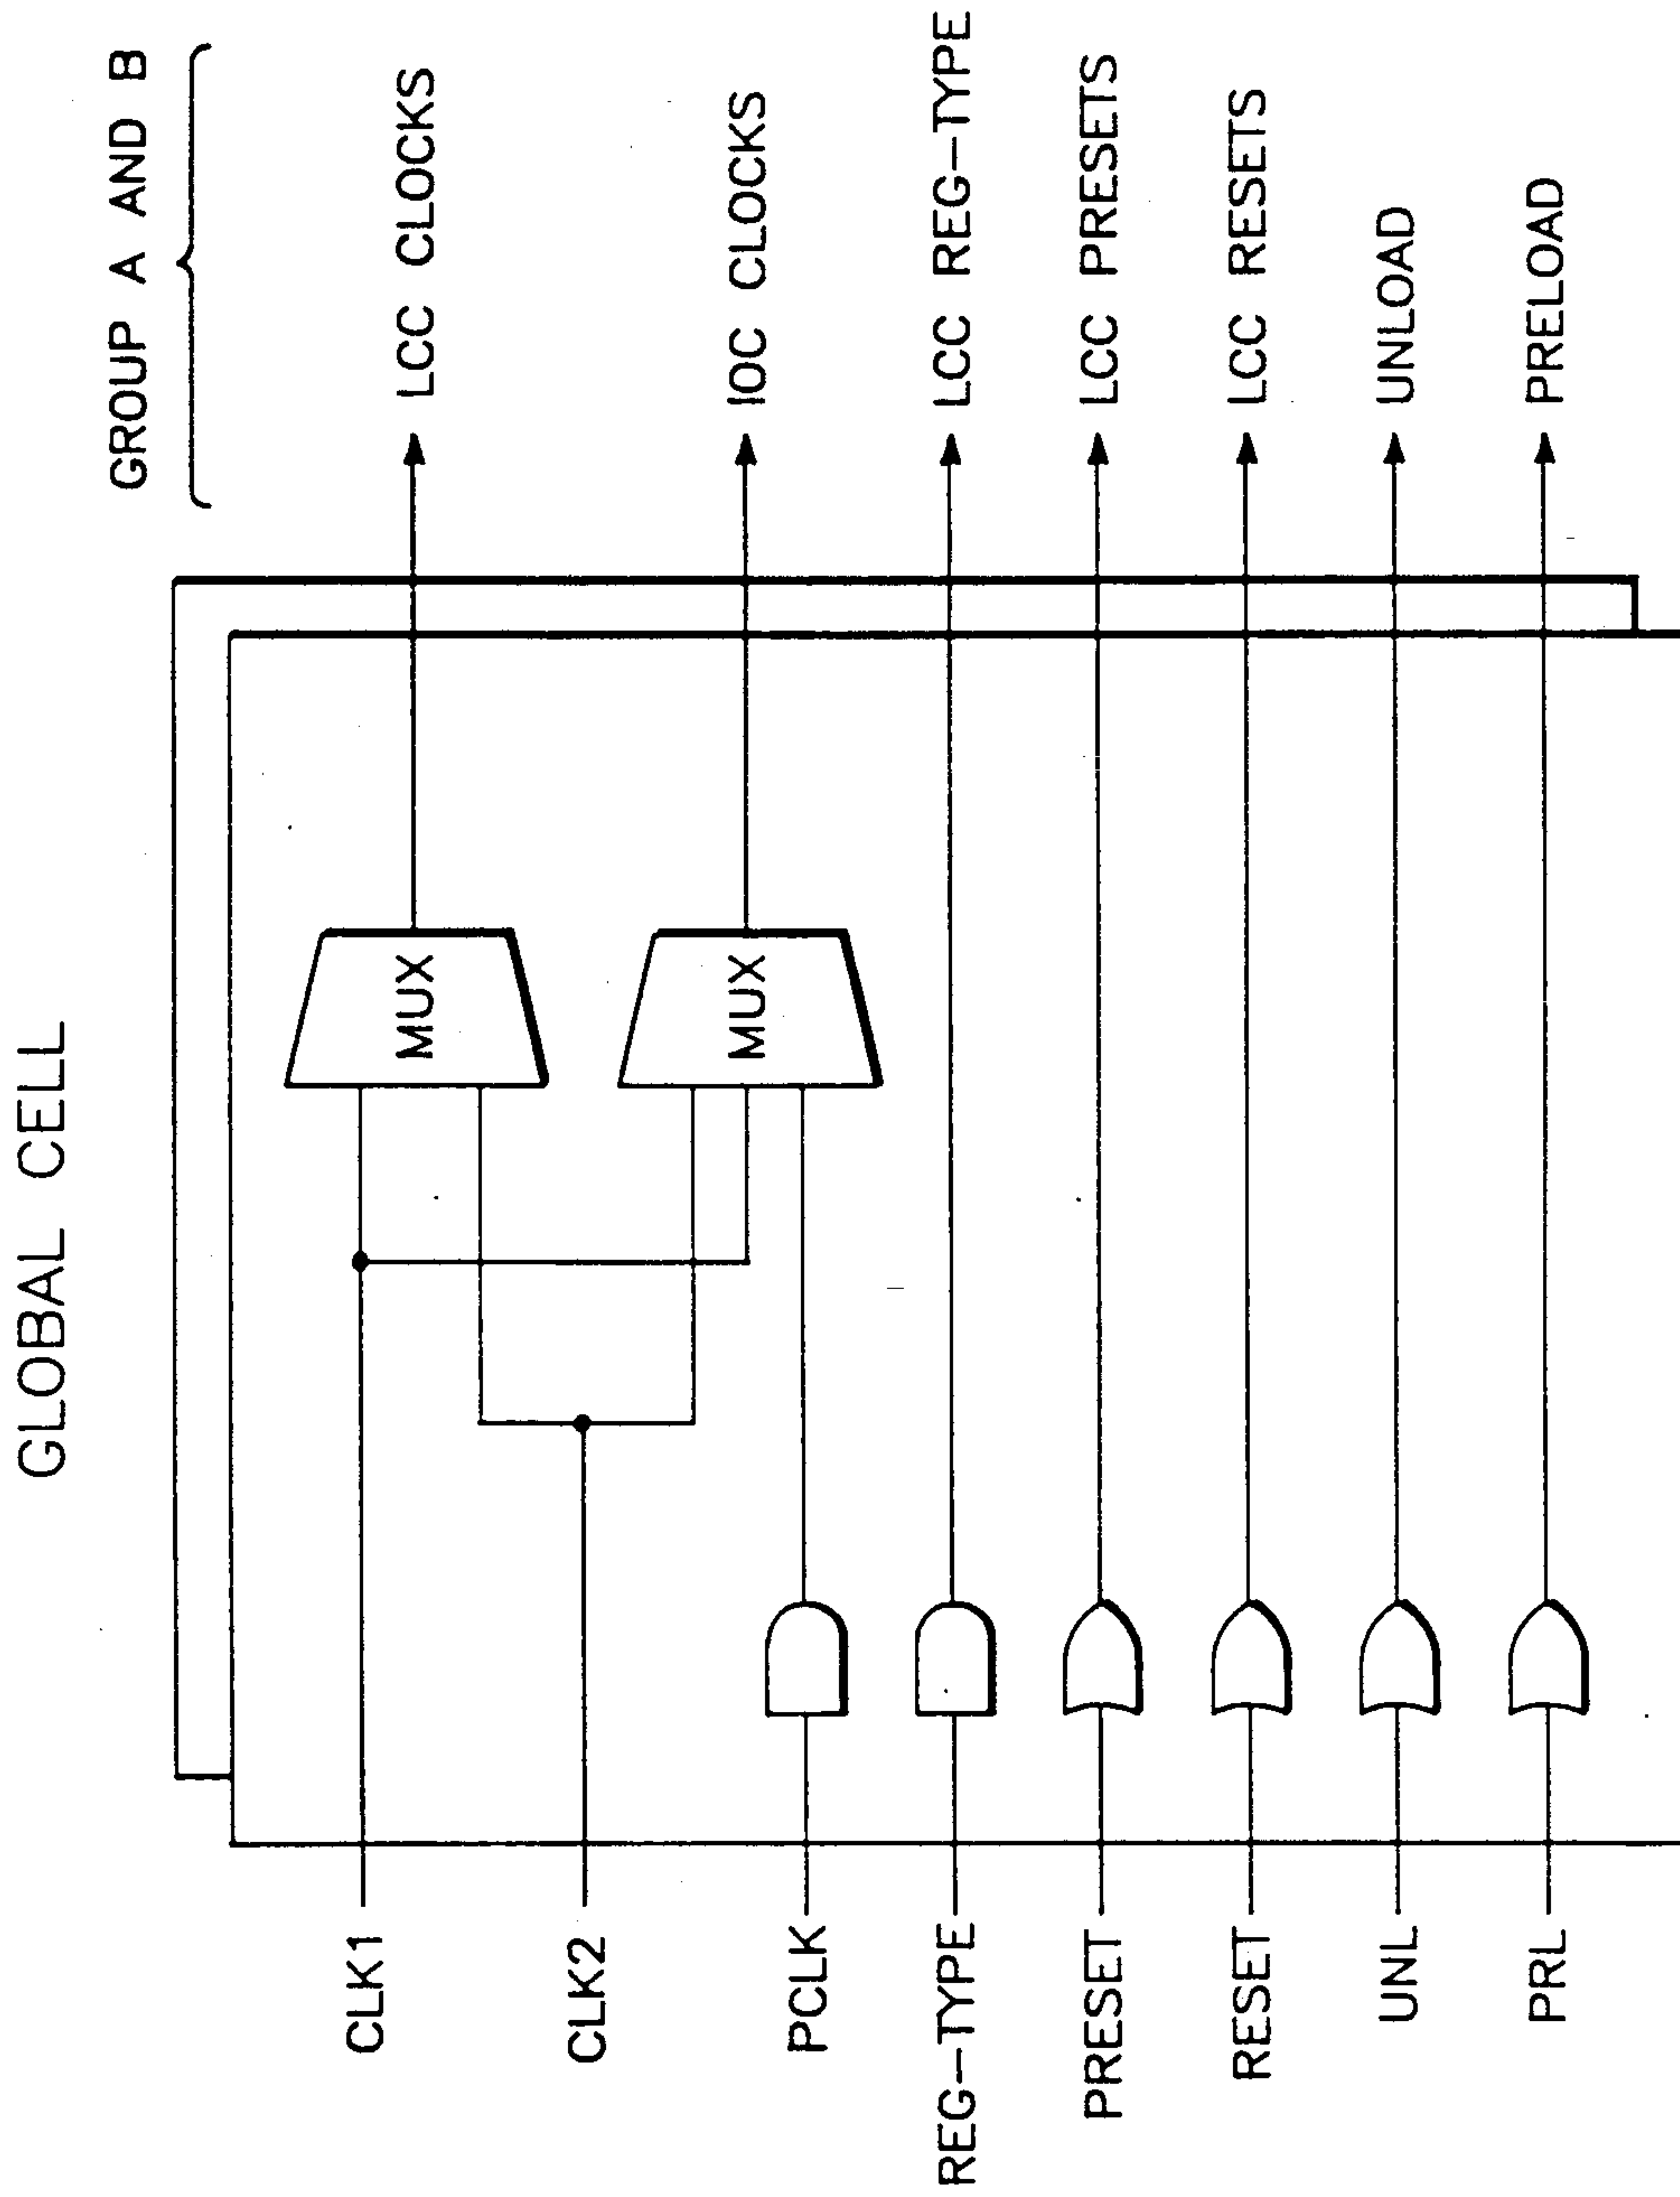 GLOBAL CELL
GROUP A AND B
CLK1
MUX
LCC CLOCKS
CLK2
MUX
IOC CLOCKS
PCLK
REG-TYPE
LCC REG-TYPE
PRESET
LCC PRESETS
RESET
LCC RESETS
UNL
UNLOAD
PRL
PRELOAD